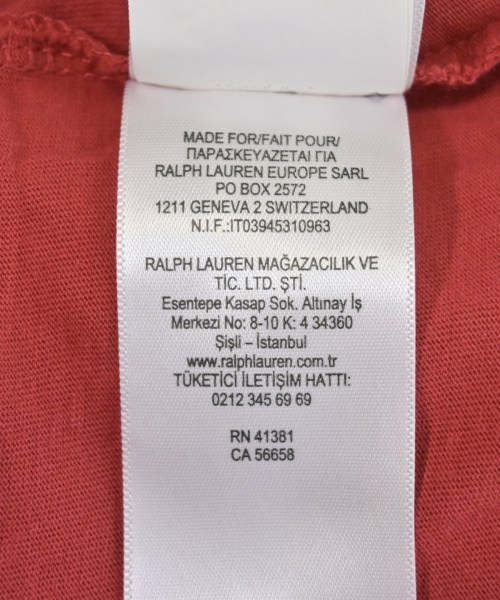 MADE FOR/FAIT POUR/
ΠΑΡΑΣΚΕΥΑΖΕΤΑΙ ΓΙΑ
RALPH LAUREN EUROPE SARL
PO BOX 2572
1211 GENEVA 2 SWITZERLAND
N.I.F.:IT03945310963
RALPH LAUREN MAĞAZACILIK VE
TİC. LTD. ŞTİ.
Esentepe Kasap Sok. Altınay İş
Merkezi No: 8-10 K: 4 34360
Şişli – İstanbul
www.ralphlauren.com.tr
TÜKETİCİ İLETİŞİM HATTI:
0212 345 69 69
RN 41381
CA 56658